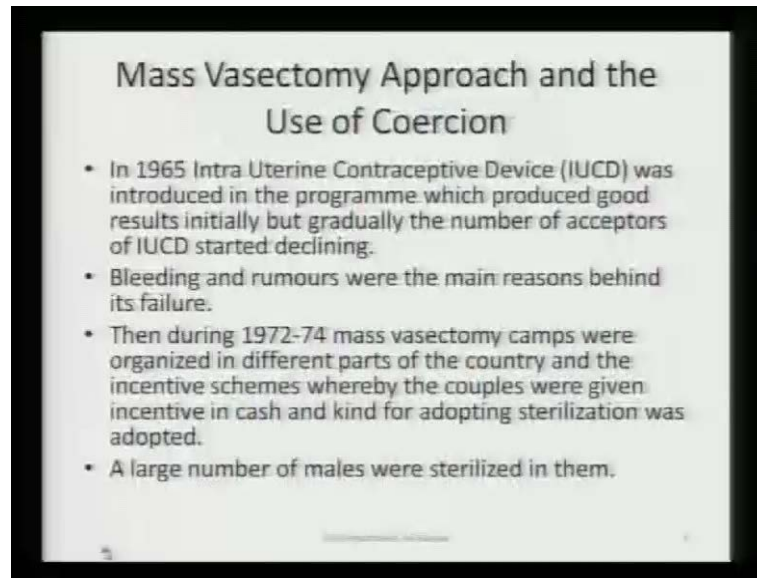 Mass Vasectomy Approach and the
Use of Coercion
• In 1965 Intra Uterine Contraceptive Device (IUCD) was
introduced in the programme which produced good
results initially but gradually the number of acceptors
of IUCD started declining.
• Bleeding and rumours were the main reasons behind
its failure.
• Then during 1972-74 mass vasectomy camps were
organized in different parts of the country and the
incentive schemes whereby the couples were given
incentive in cash and kind for adopting sterilization was
adopted.
• A large number of males were sterilized in them.